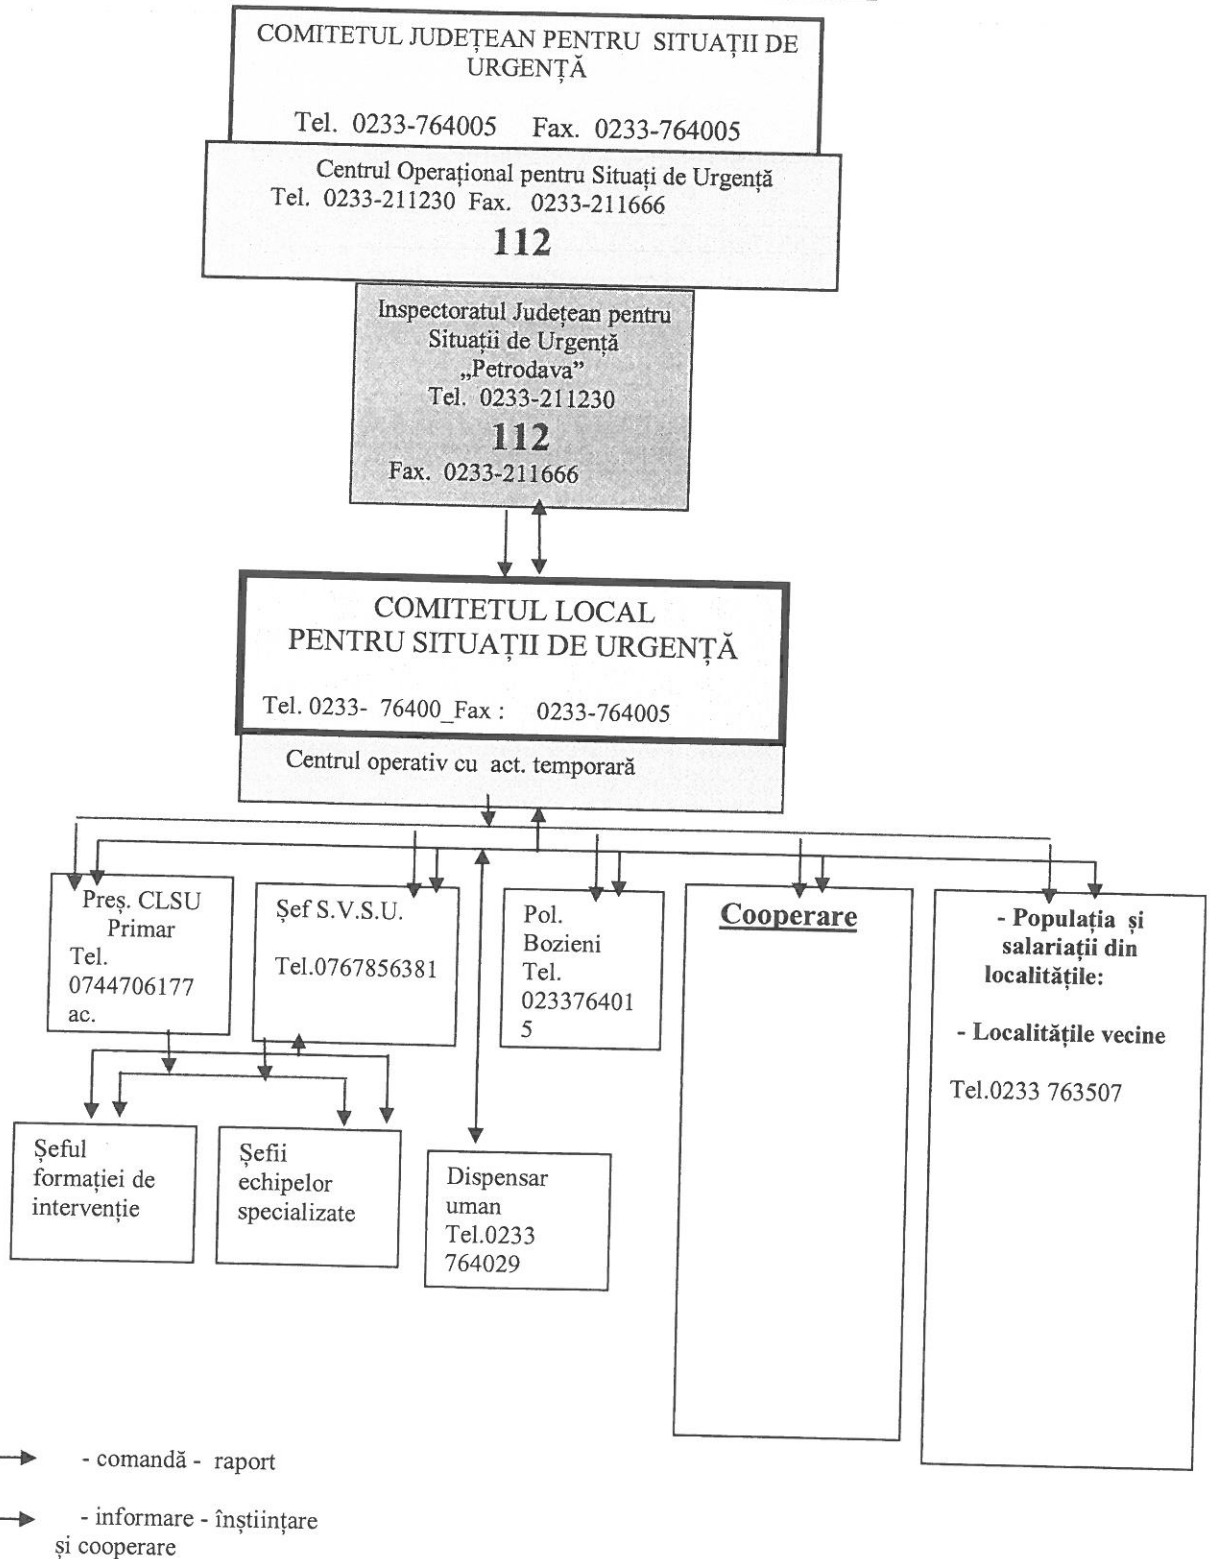 COMITETUL JUDEȚEAN PENTRU SITUAȚII DE
URGENȚĂ
Tel. 0233-764005 Fax. 0233-764005
Centrul Operațional pentru Situați de Urgență
Tel. 0233-211230 Fax. 0233-211666
112
Inspectoratul Județean pentru
Situații de Urgență
„Petrodava”
Tel. 0233-211230
112
Fax. 0233-211666
COMITETUL LOCAL
PENTRU SITUAȚII DE URGENȚĂ
Tel. 0233- 76400_Fax : 0233-764005
Centrul operativ cu act. temporară
Preș. CLSU
Primar
Tel.
0744706177
ac.
Șef S.V.S.U.
Tel.0767856381
Pol.
Bozieni
Tel.
023376401
5
Cooperare
- Populația și
salariații din
localitățile:
- Localitățile vecine
Tel.0233 763507
Șeful
formației de
intervenție
Șefii
echipelor
specializate
Dispensar
uman
Tel.0233
764029
- comandă - raport
- informare - înștiințare
și cooperare